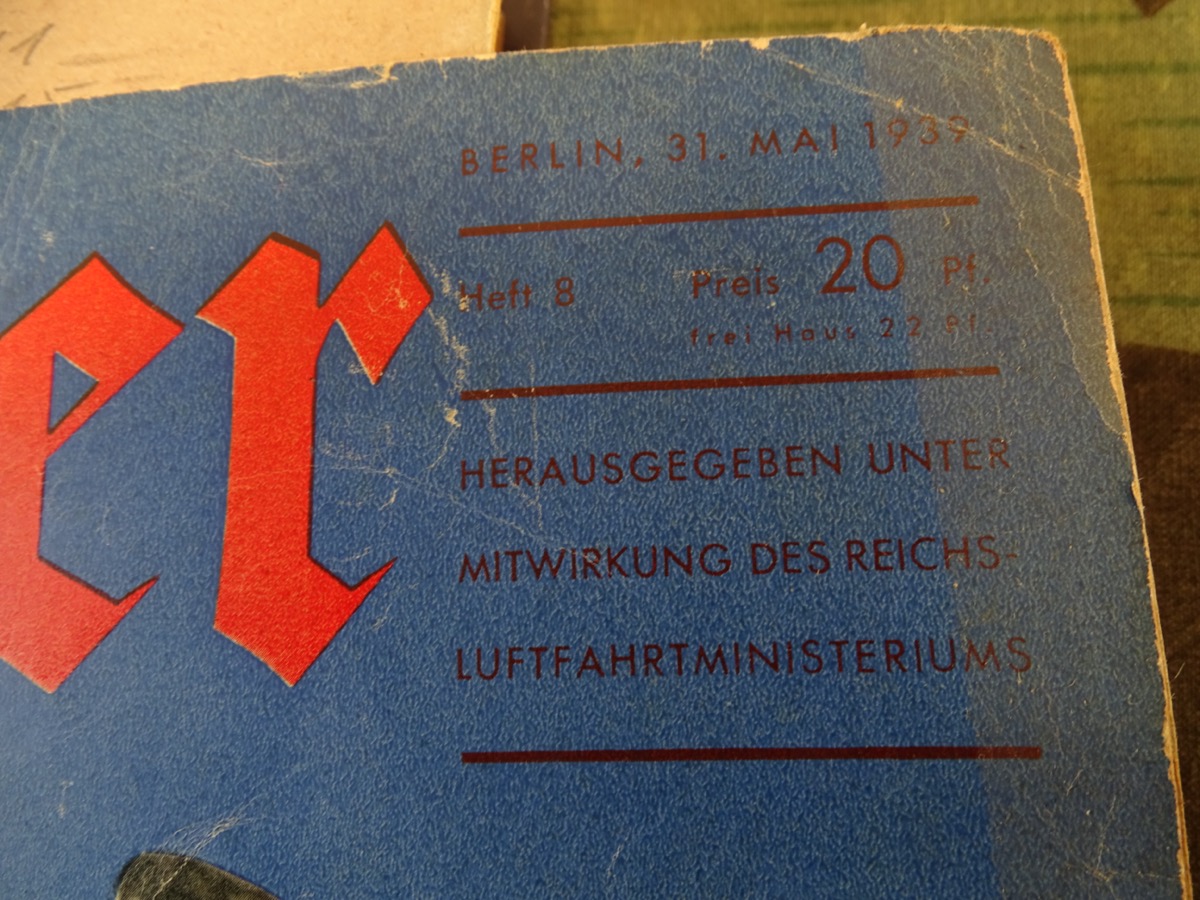 er
BERLIN, 31. MAI 1939
Heft 8 Preis 20 Pf.
frei Haus 22 Pf.
HERAUSGEGEBEN UNTER
MITWIRKUNG DES REICHS-
LUFTFAHRTMINISTERIUMS